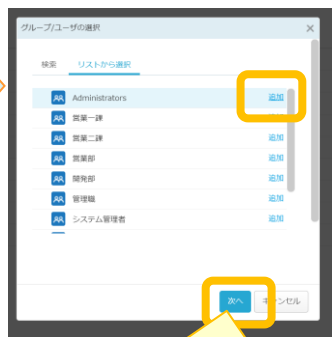 グループ/ユーザの選択 ×
検索 リストから選択
Administrators 追加
営業一課
営業二課 追加
営業部 追加
開発部 追加
管理職 追加
システム管理者 追加
次へ キャンセル